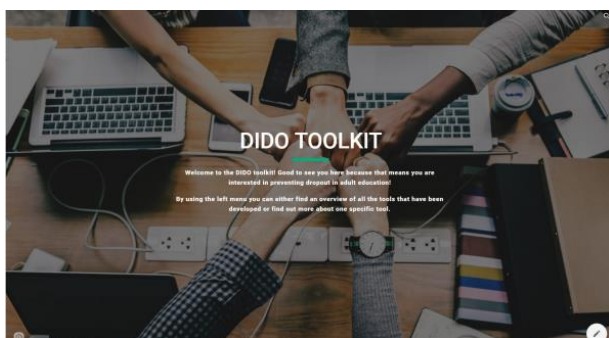 DIDO TOOLKIT
Welcome to the DIDO toolkit! Good to see you here because that means you are
interested in preventing dropout in adult education!
By using the left menu you can either find an overview of all the tools that have been
developed or find out more about one specific tool.